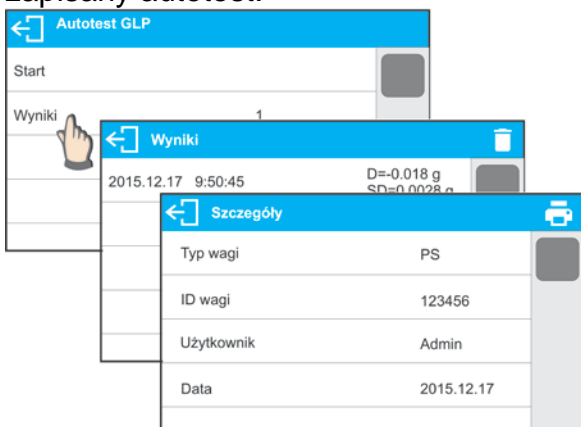 zapisany autotest.
Autotest GLP
Start
Wyniki 1
Wyniki
2015.12.17 9:50:45 D=-0.018 g
SD=0.0028 g
Szczegóły
Typ wagi PS
ID wagi 123456
Użytkownik Admin
Data 2015.12.17